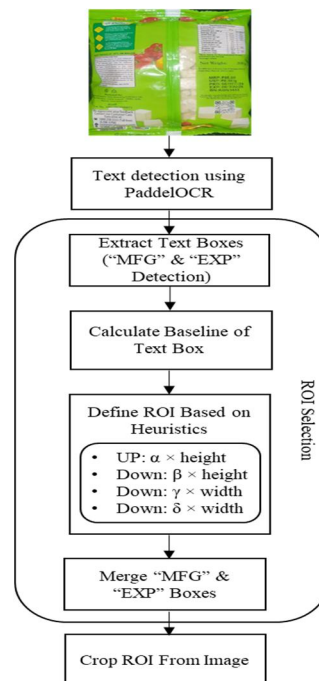 Text detection using
PaddelOCR
Extract Text Boxes
(“MFG” & “EXP”
Detection)
Calculate Baseline of
Text Box
Define ROI Based on
Heuristics
• UP: α × height
• Down: β × height
• Down: γ × width
• Down: δ × width
Merge “MFG” &
“EXP” Boxes
ROI Selection
Crop ROI From Image